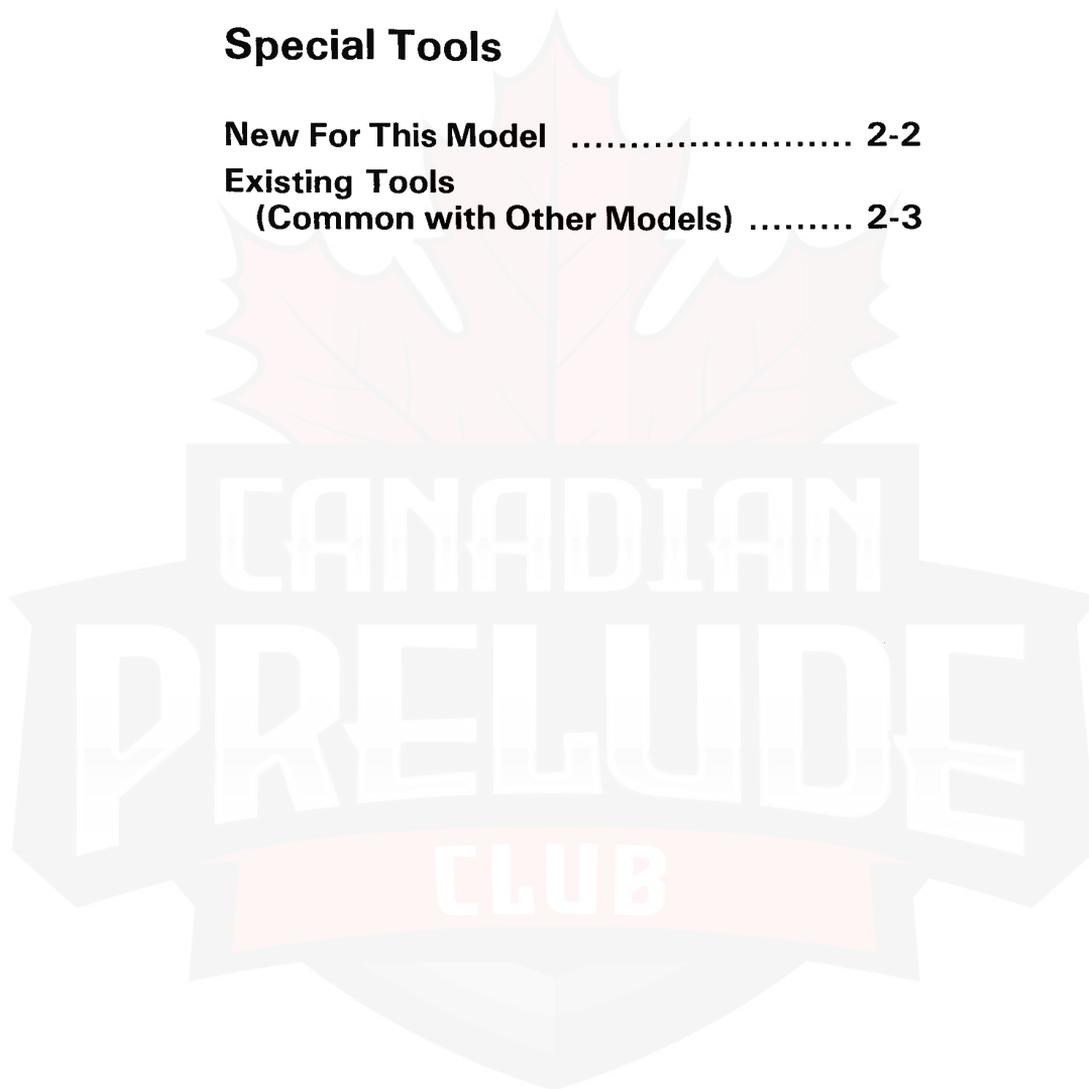 Special Tools
New For This Model ........................ 2-2
Existing Tools
(Common with Other Models) ......... 2-3
CANADIAN
PRELUDE
CLUB